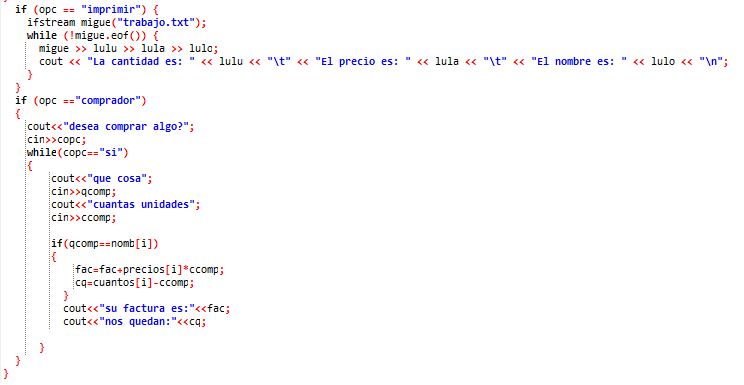 }
if (opc == "imprimir") {
ifstream migue("trabajo.txt");
while (!migue.eof()) {
migue >> lulu >> lula >> lulo;
cout << "La cantidad es: " << lulu << "\t" << "El precio es: " << lula << "\t" << "El nombre es: " << lulo << "\n";
}
}
if (opc =="comprador")
{
cout<<"desea comprar algo?";
cin>>copc;
while(copc=="si")
{
cout<<"que cosa";
cin>>qcomp;
cout<<"cuantas unidades";
cin>>ccomp;
if(qcomp==nomb[i])
{
fac=fac+precios[i]*ccomp;
cq=cuantos[i]-ccomp;
}
cout<<"su factura es:"<<fac;
cout<<"nos quedan:"<<cq;
}
}
}